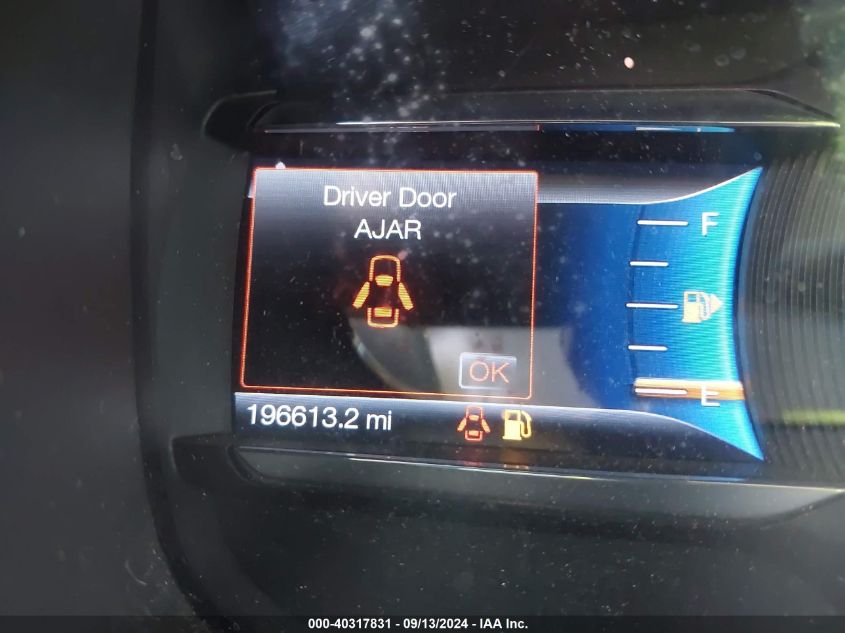 Driver Door
AJAR
OK
F
E
196613.2 mi
000-40317831 - 09/13/2024 - IAA Inc.